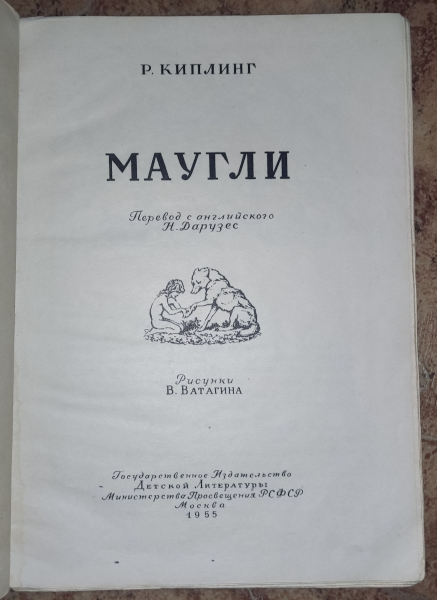 Р. КИПЛИНГ
МАУГЛИ
Перевод с английского
Н. Дарузес
Рисунки
В. ВАТАГИНА
Государственное Издательство
Детской Литературы
Министерства Просвещения РСФСР
Москва
1955